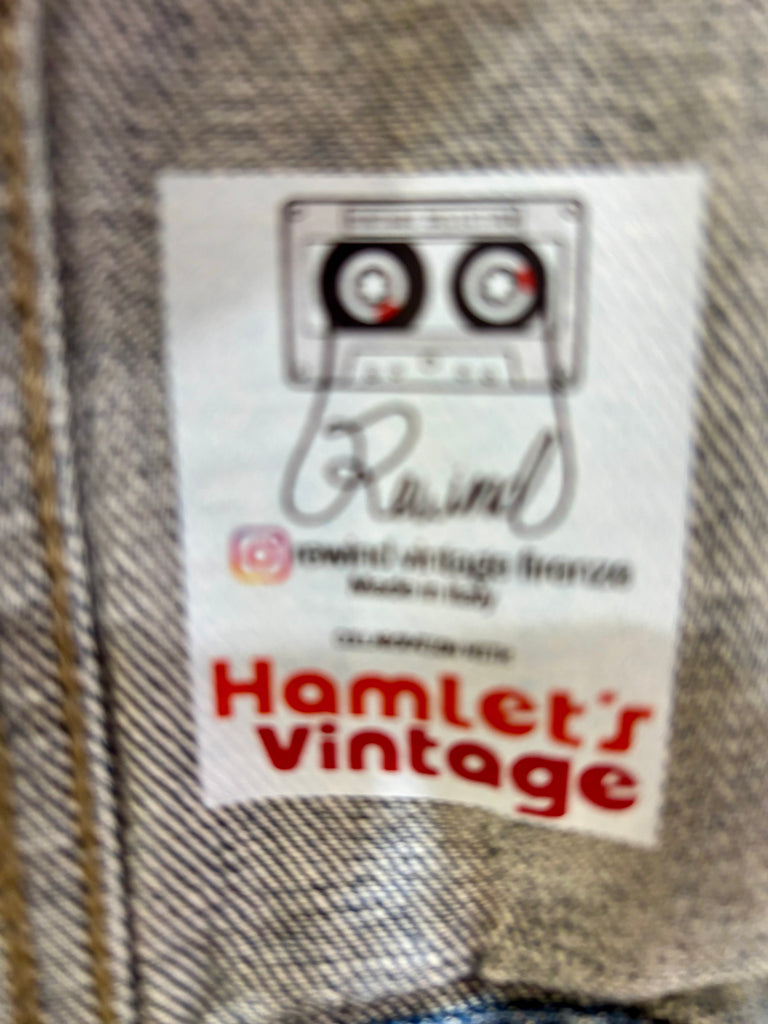 Rewind
rewind vintage firenze
Made in Italy
Hamlet's
Vintage